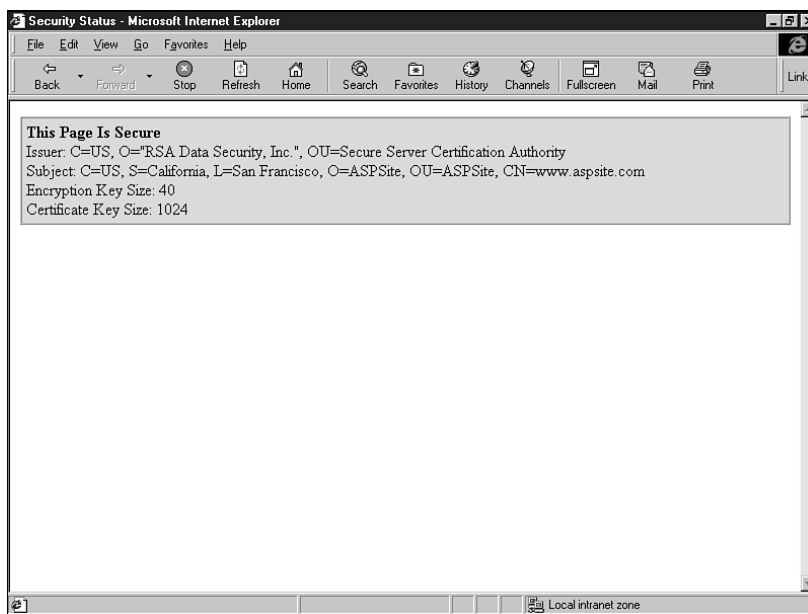 Security Status - Microsoft Internet Explorer
File Edit View Go Favorites Help
Back Forward Stop Refresh Home Search Favorites History Channels Fullscreen Mail Print Link
This Page Is Secure
Issuer: C=US, O="RSA Data Security, Inc.", OU=Secure Server Certification Authority
Subject: C=US, S=California, L=San Francisco, O=ASPSite, OU=ASPSite, CN=www.aspsite.com
Encryption Key Size: 40
Certificate Key Size: 1024
Local intranet zone